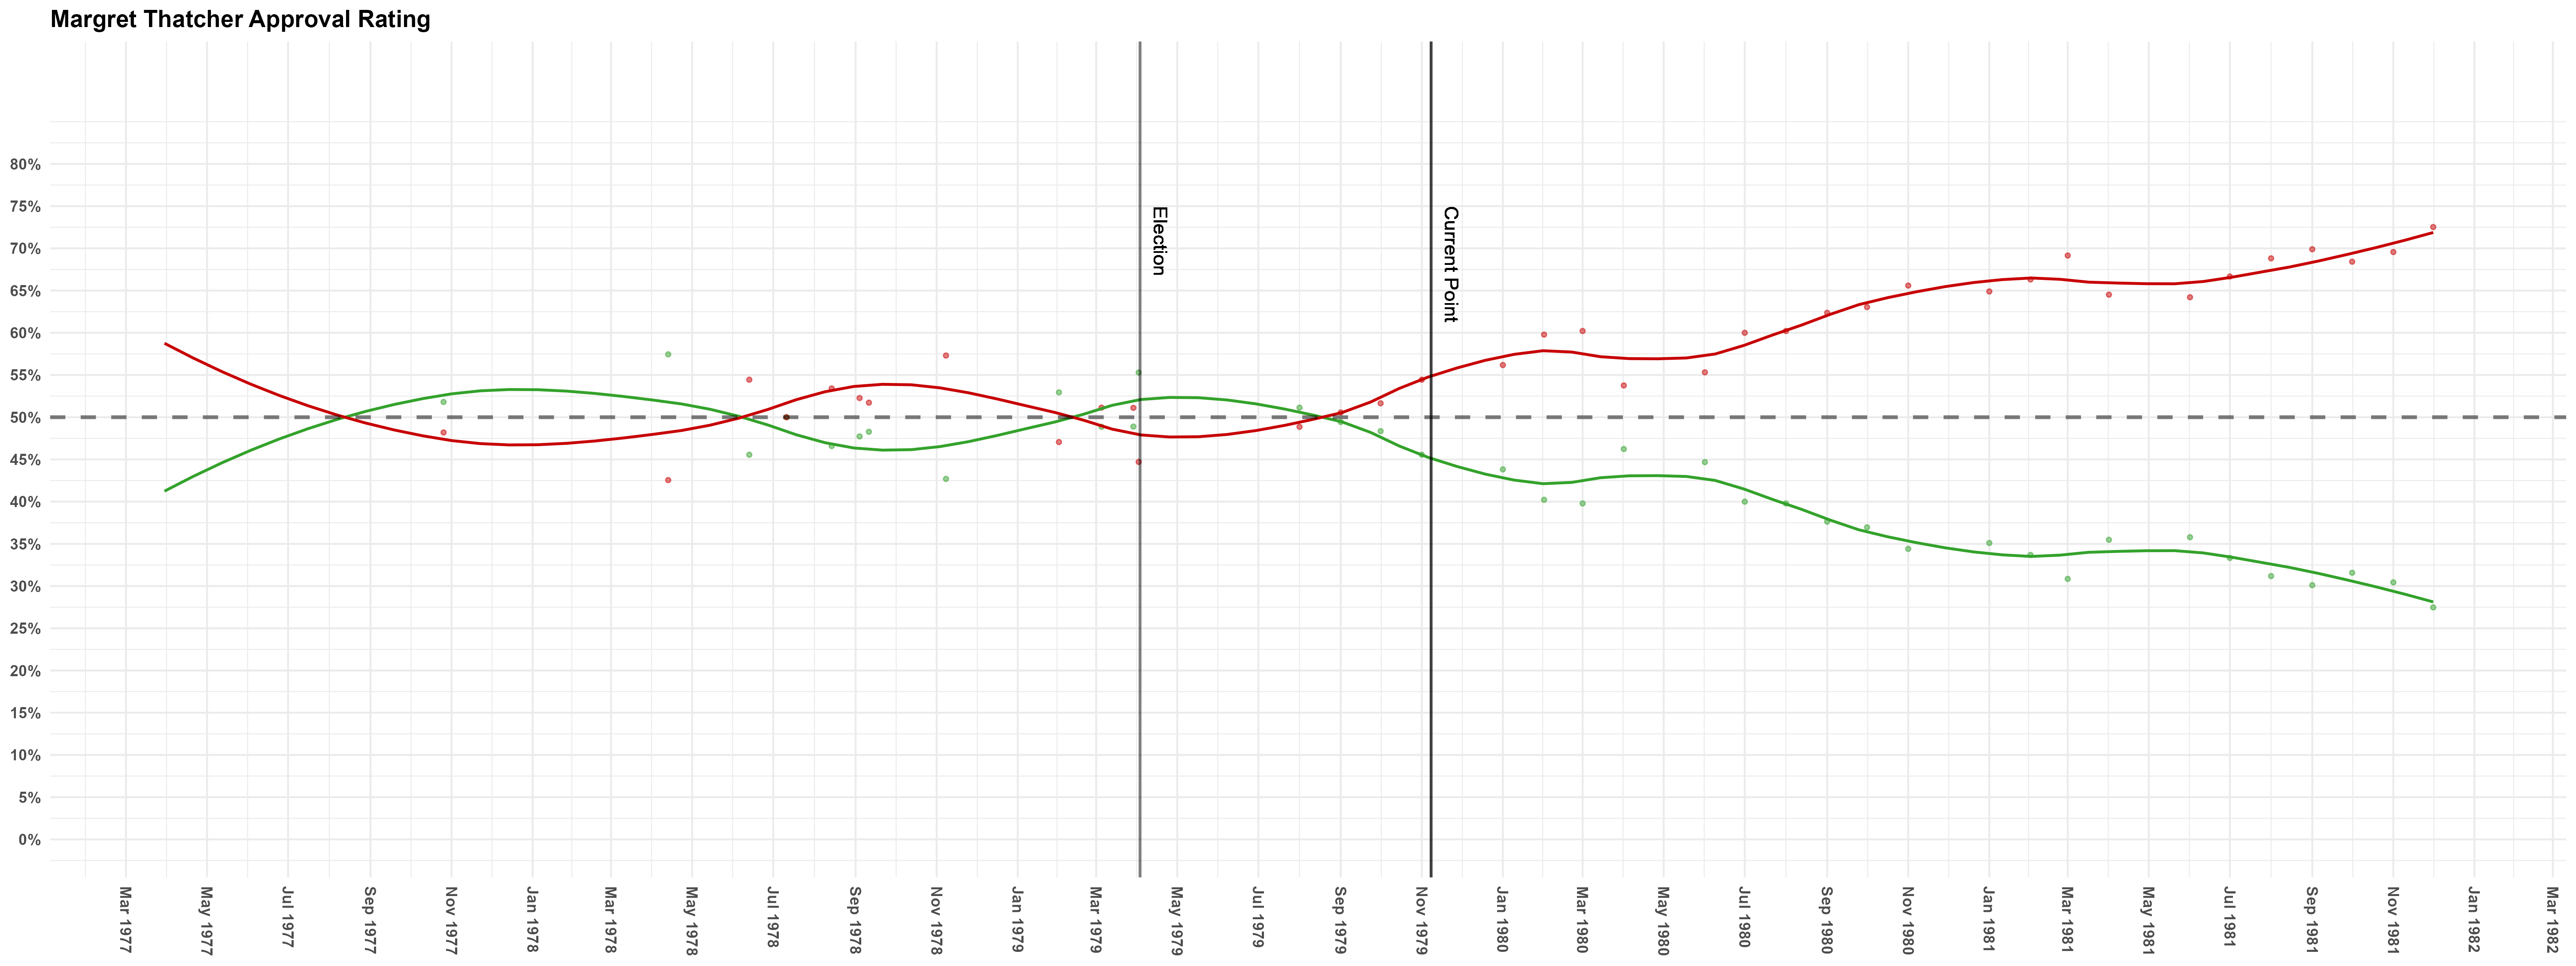 Margret Thatcher Approval Rating
80%
75%
70%
65%
60%
55%
50%
45%
40%
35%
30%
25%
20%
15%
10%
5%
0%
Election
Current Point
Mar 1977
May 1977
Jul 1977
Sep 1977
Nov 1977
Jan 1978
Mar 1978
May 1978
Jul 1978
Sep 1978
Nov 1978
Jan 1979
Mar 1979
May 1979
Jul 1979
Sep 1979
Nov 1979
Jan 1980
Mar 1980
May 1980
Jul 1980
Sep 1980
Nov 1980
Jan 1981
Mar 1981
May 1981
Jul 1981
Sep 1981
Nov 1981
Jan 1982
Mar 1982